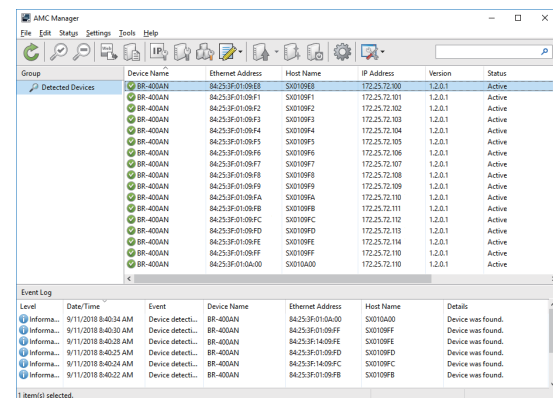 AMC Manager
File Edit Status Settings Tools Help
Group
Detected Devices
Device Name Ethernet Address Host Name IP Address Version Status
BR-400AN 84:25:3F:01:09:E8 SX0109E8 172.25.72.100 1.2.0.1 Active
BR-400AN 84:25:3F:01:09:F1 SX0109F1 172.25.72.101 1.2.0.1 Active
BR-400AN 84:25:3F:01:09:F2 SX0109F2 172.25.72.102 1.2.0.1 Active
BR-400AN 84:25:3F:01:09:F3 SX0109F3 172.25.72.103 1.2.0.1 Active
BR-400AN 84:25:3F:01:09:F4 SX0109F4 172.25.72.104 1.2.0.1 Active
BR-400AN 84:25:3F:01:09:F5 SX0109F5 172.25.72.105 1.2.0.1 Active
BR-400AN 84:25:3F:01:09:F6 SX0109F6 172.25.72.106 1.2.0.1 Active
BR-400AN 84:25:3F:01:09:F7 SX0109F7 172.25.72.107 1.2.0.1 Active
BR-400AN 84:25:3F:01:09:F8 SX0109F8 172.25.72.108 1.2.0.1 Active
BR-400AN 84:25:3F:01:09:F9 SX0109F9 172.25.72.109 1.2.0.1 Active
BR-400AN 84:25:3F:01:09:FA SX0109FA 172.25.72.110 1.2.0.1 Active
BR-400AN 84:25:3F:01:09:FB SX0109FB 172.25.72.111 1.2.0.1 Active
BR-400AN 84:25:3F:01:09:FC SX0109FC 172.25.72.112 1.2.0.1 Active
BR-400AN 84:25:3F:01:09:FD SX0109FD 172.25.72.113 1.2.0.1 Active
BR-400AN 84:25:3F:01:09:FE SX0109FE 172.25.72.114 1.2.0.1 Active
BR-400AN 84:25:3F:01:09:FF SX0109FF 172.25.72.110 1.2.0.1 Active
BR-400AN 84:25:3F:01:0A:00 SX010A00 172.25.72.110 1.2.0.1 Active
Event Log
Level Date/Time Event Device Name Ethernet Address Host Name Details
Informa... 9/11/2018 8:40:34 AM Device detecti... BR-400AN 84:25:3F:01:0A:00 SX010A00 Device was found.
Informa... 9/11/2018 8:40:30 AM Device detecti... BR-400AN 84:25:3F:01:09:FF SX0109FF Device was found.
Informa... 9/11/2018 8:40:28 AM Device detecti... BR-400AN 84:25:3F:14:09:FE SX0109FE Device was found.
Informa... 9/11/2018 8:40:25 AM Device detecti... BR-400AN 84:25:3F:01:09:FD SX0109FD Device was found.
Informa... 9/11/2018 8:40:24 AM Device detecti... BR-400AN 84:25:3F:14:09:FC SX0109FC Device was found.
Informa... 9/11/2018 8:40:22 AM Device detecti... BR-400AN 84:25:3F:01:09:FB SX0109FB Device was found.
1 item(s) selected.